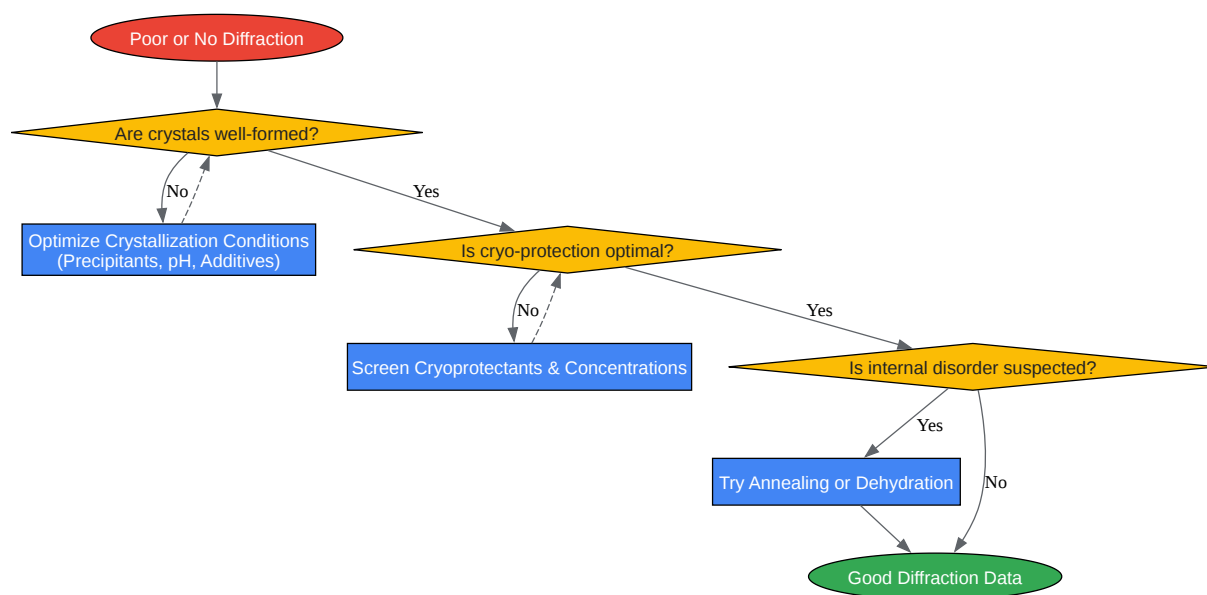 Poor or No Diffraction
Are crystals well-formed?
No
Yes
Optimize Crystallization Conditions
(Precipitants, pH, Additives)
Is cryo-protection optimal?
No
Yes
Screen Cryoprotectants & Concentrations
Is internal disorder suspected?
Yes
Try Annealing or Dehydration
No
Good Diffraction Data